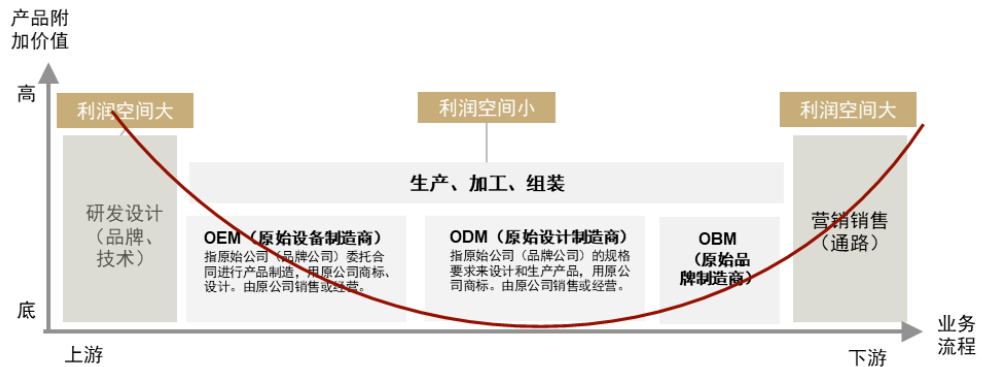 产品附
加价值
高
利润空间大
利润空间小
利润空间大
生产、加工、组装
研发设计
（品牌、
技术）
OEM（原始设备制造商）
指原始公司（品牌公司）委托合
同进行产品制造，用原公司商标、
设计。由原公司销售或经营。
ODM（原始设计制造商）
指原始公司（品牌公司）的规格
要求来设计和生产产品，用原公
司商标。由原公司销售或经营。
OBM
（原始品
牌制造商）
营销销售
（通路）
底
上游
下游
业务
流程